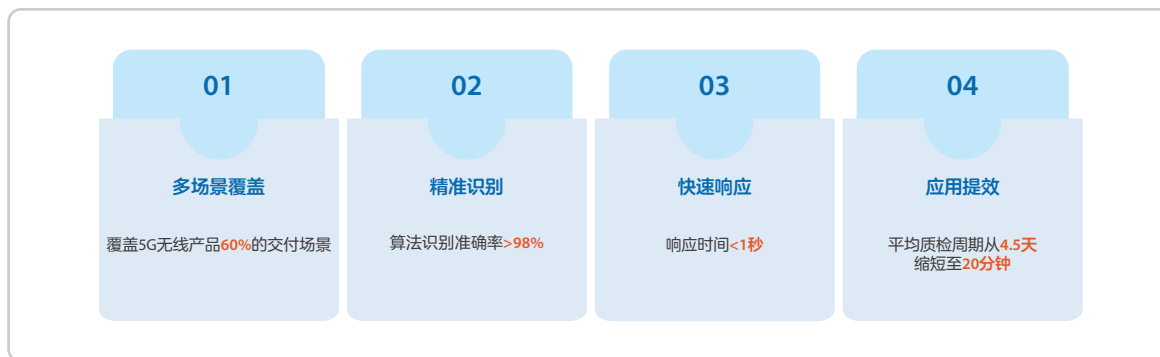 01
多场景覆盖
覆盖5G无线产品60%的交付场景
02
精准识别
算法识别准确率>98%
03
快速响应
响应时间<1秒
04
应用提效
平均质检周期从4.5天
缩短至20分钟